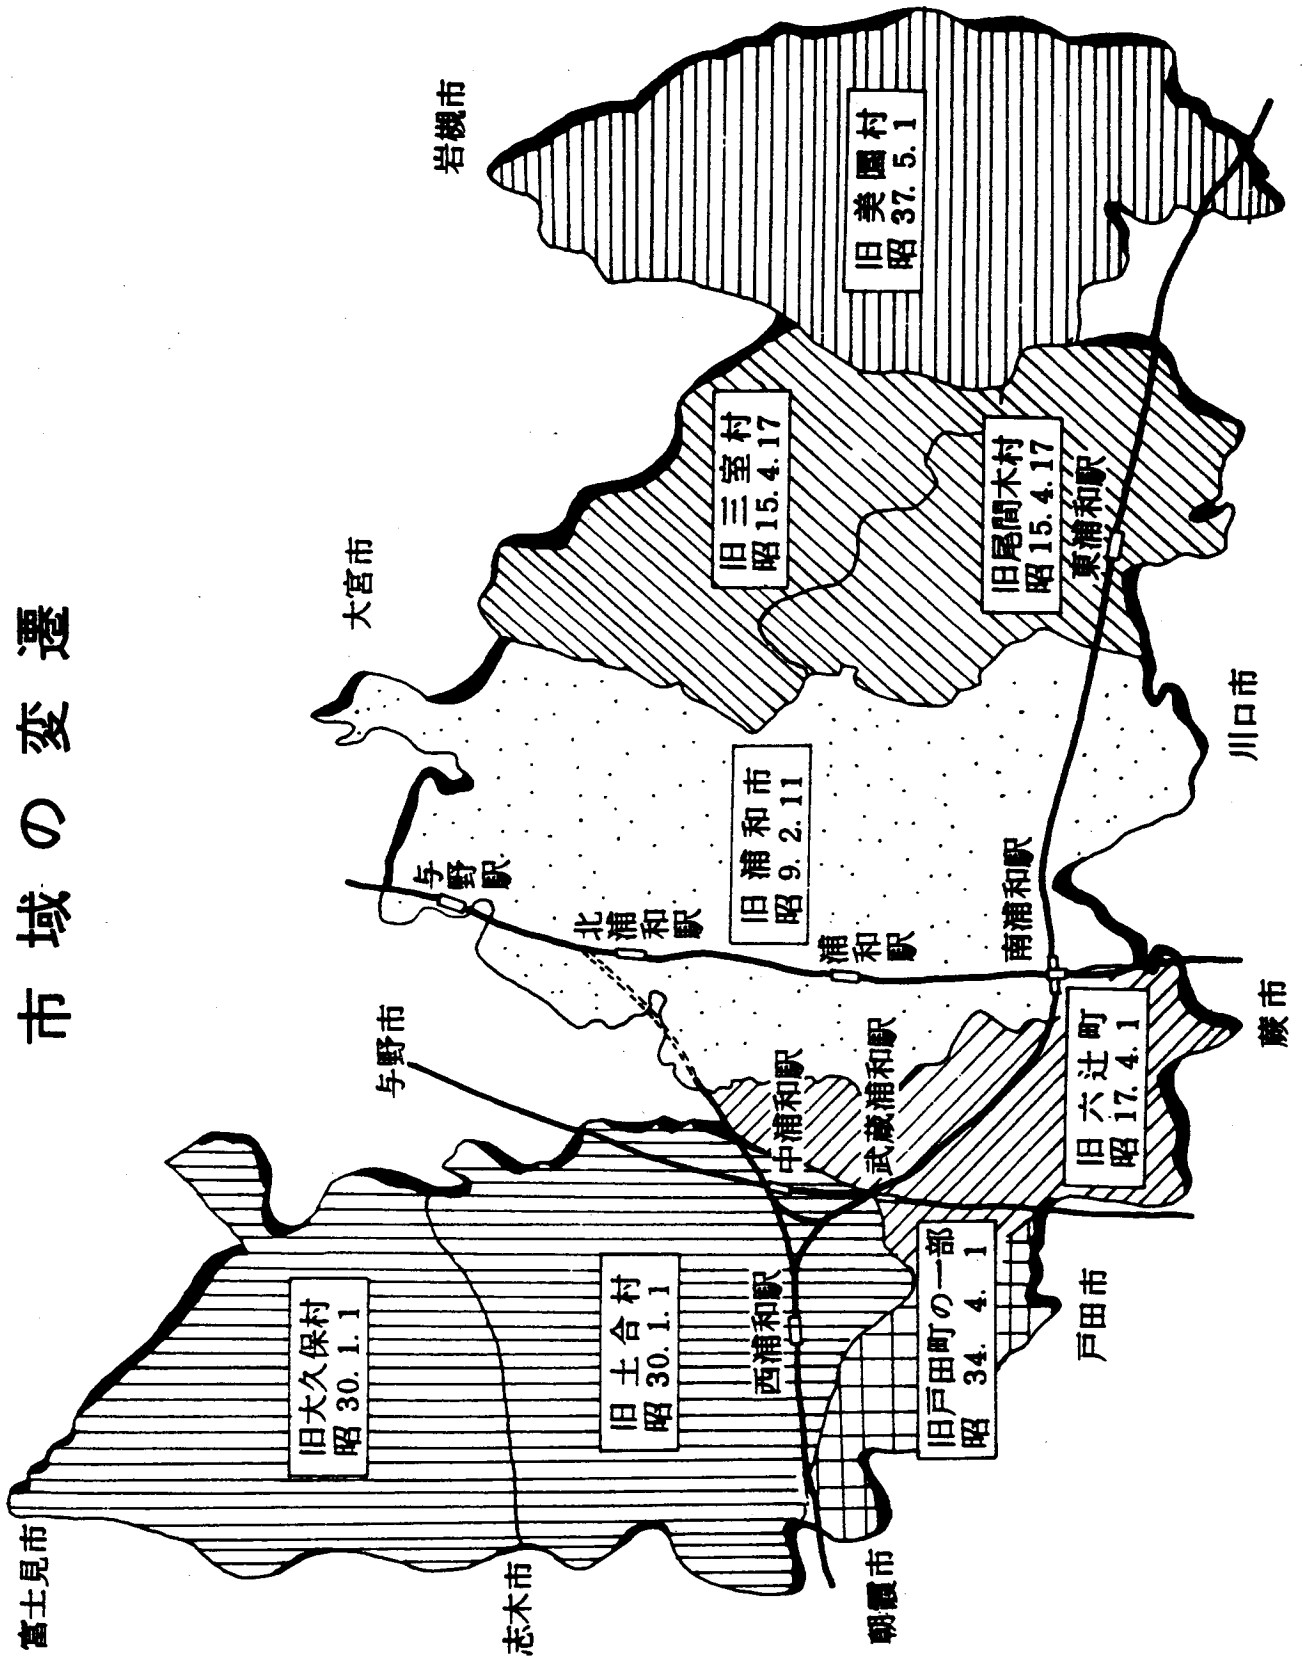 市域の変遷
富士見市
志木市
朝霞市
与野市
大宮市
岩槻市
戸田市
蕨市
川口市
旧大久保村
昭30.1.1
旧土合村
昭30.1.1
旧戸田町の一部
昭34.4.1
旧六辻町
昭17.4.1
旧浦和市
昭9.2.11
旧三室村
昭15.4.17
旧尾間木村
昭15.4.17
旧美園村
昭37.5.1
与野駅
北浦和駅
浦和駅
南浦和駅
中浦和駅
武蔵浦和駅
西浦和駅
東浦和駅